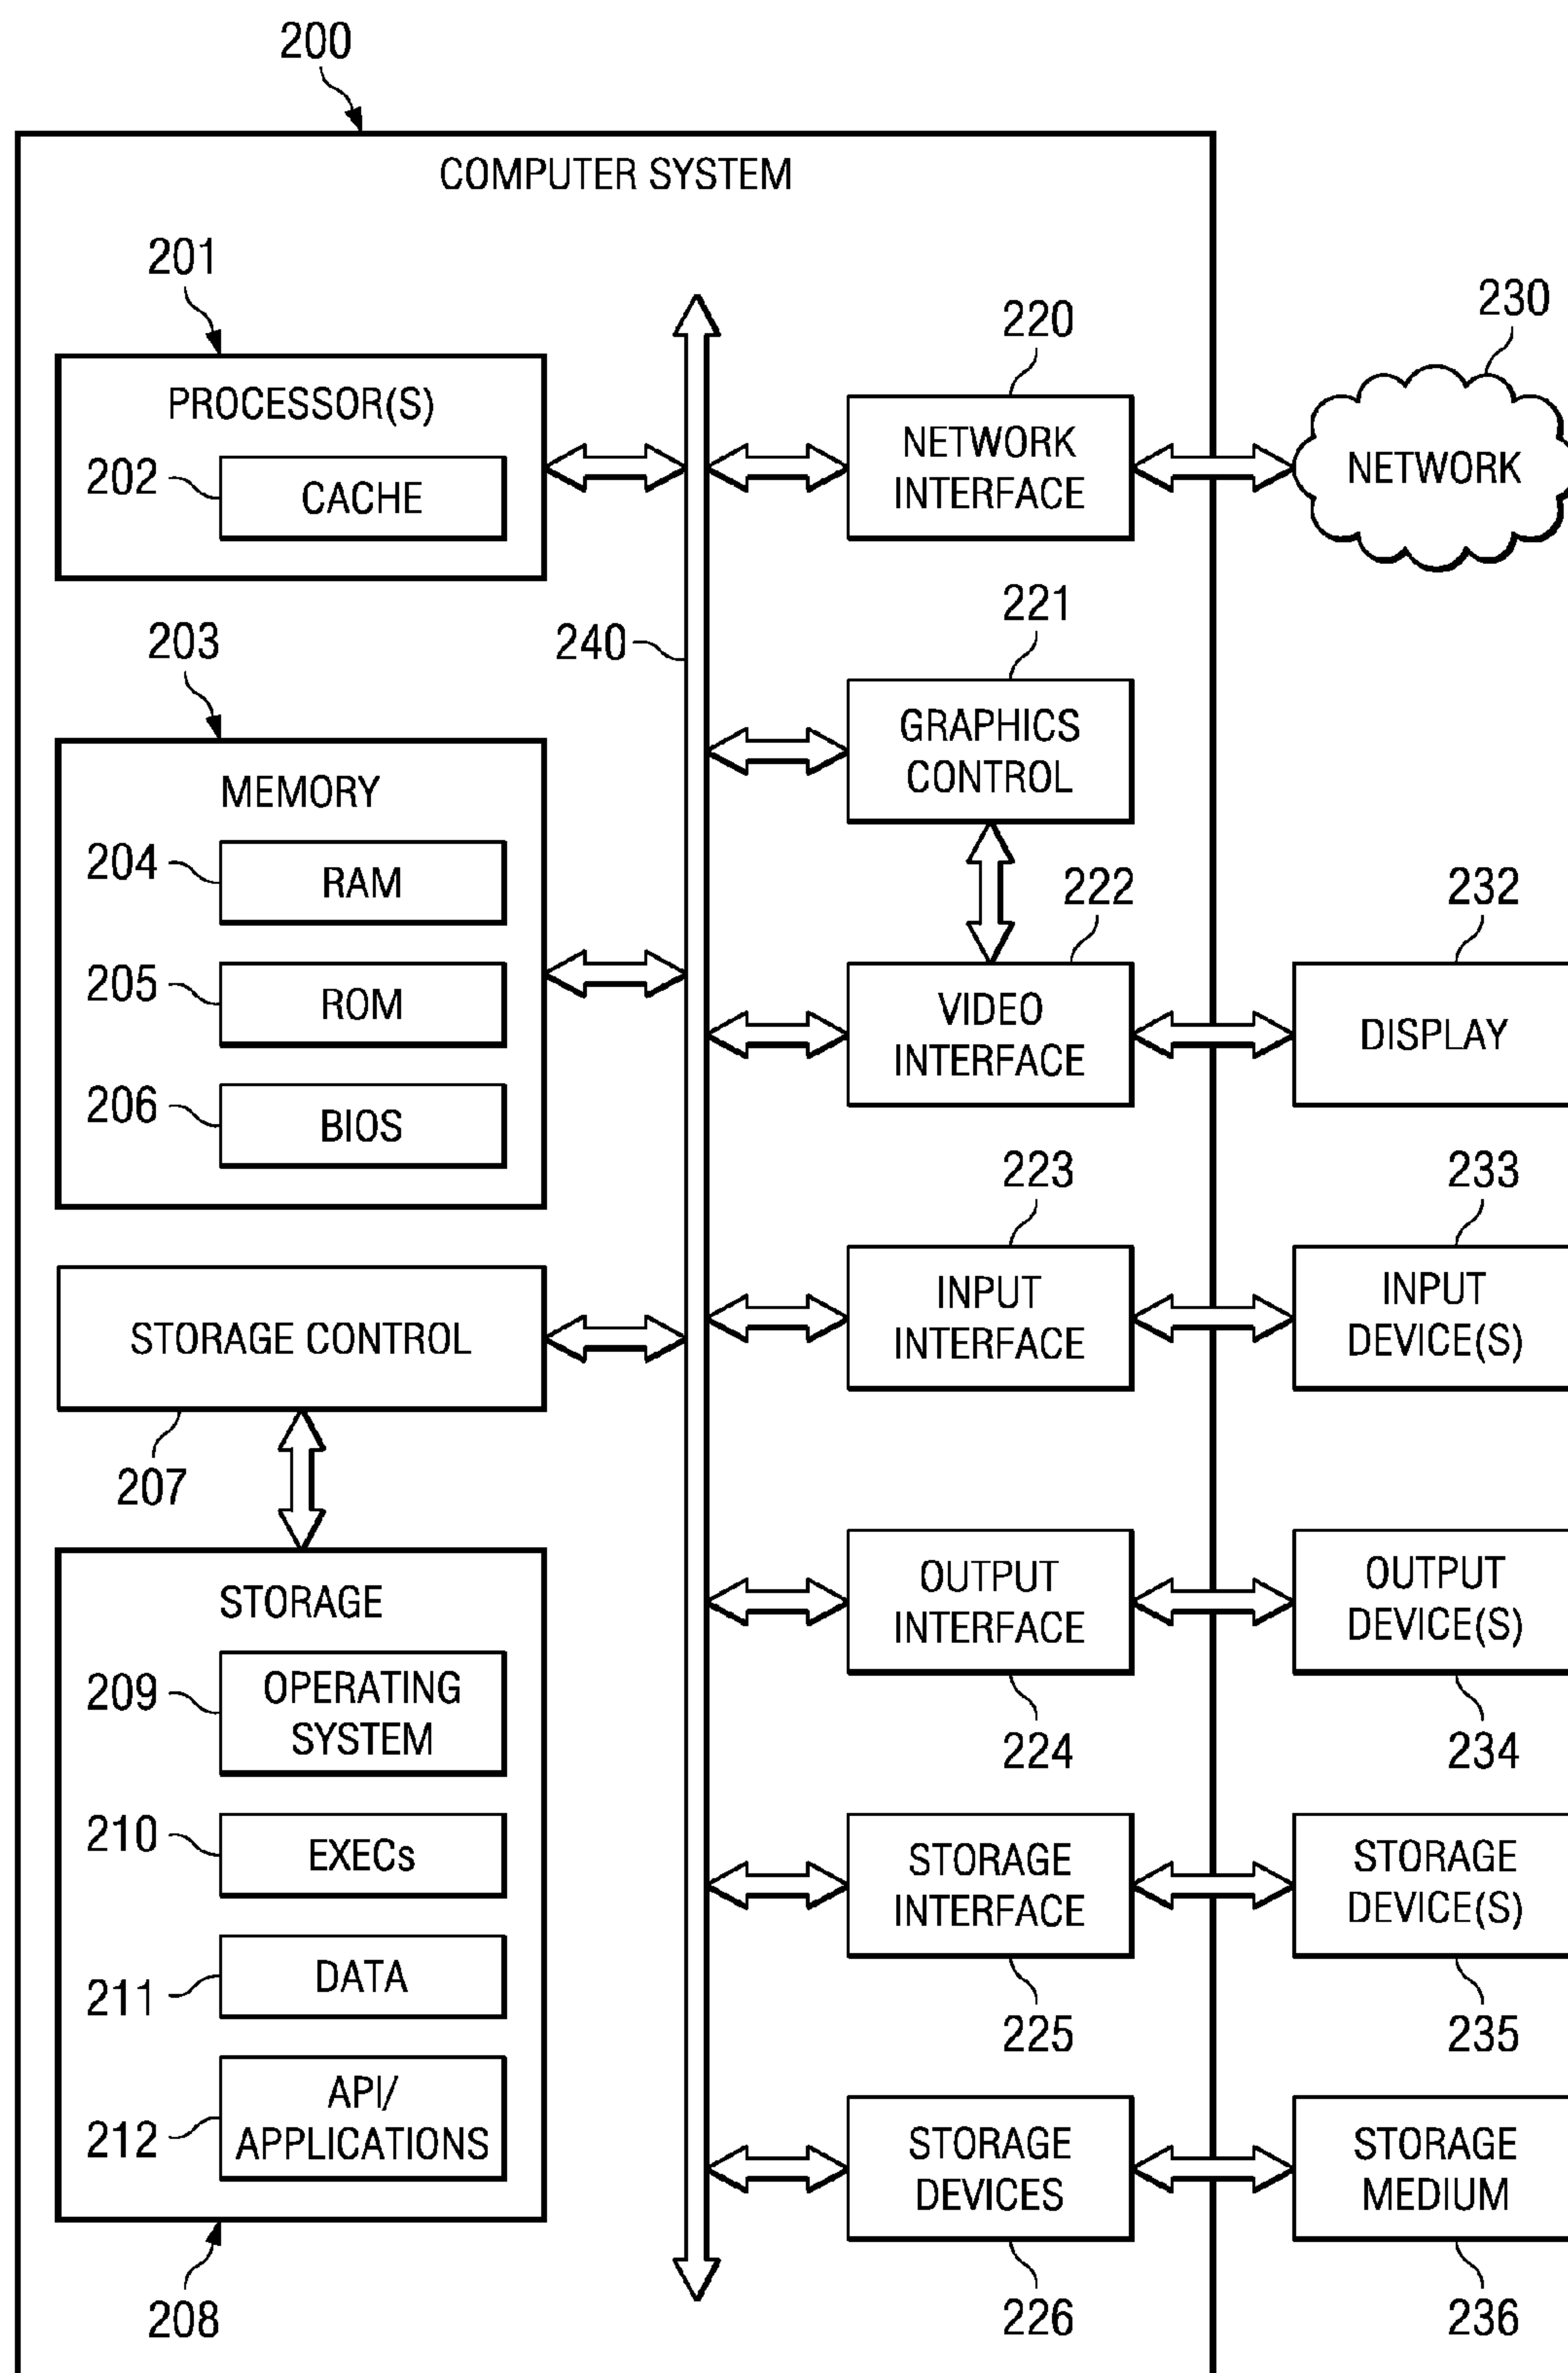 200
COMPUTER SYSTEM
201
PROCESSOR(S)
202
CACHE
203
MEMORY
204
RAM
205
ROM
206
BIOS
STORAGE CONTROL
207
STORAGE
209
OPERATING
SYSTEM
210
EXECs
211
DATA
212
API/
APPLICATIONS
208
240
220
NETWORK
INTERFACE
230
NETWORK
221
GRAPHICS
CONTROL
222
VIDEO
INTERFACE
232
DISPLAY
223
INPUT
INTERFACE
233
INPUT
DEVICE(S)
OUTPUT
INTERFACE
224
OUTPUT
DEVICE(S)
234
STORAGE
INTERFACE
225
STORAGE
DEVICE(S)
235
STORAGE
DEVICES
226
STORAGE
MEDIUM
236